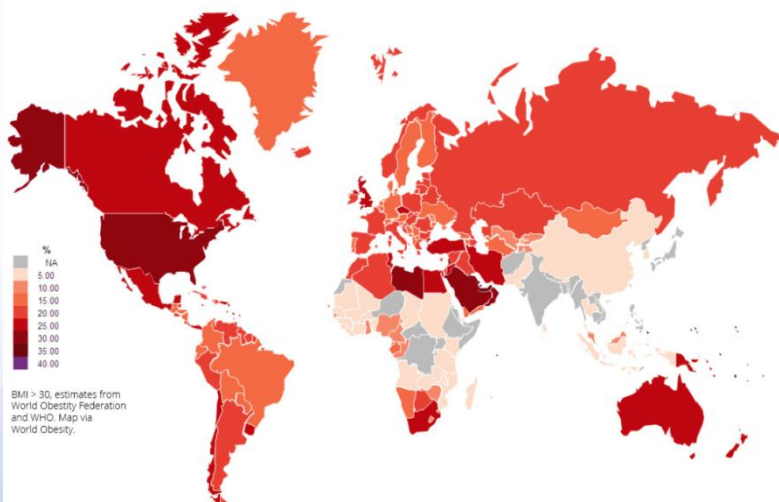 %
NA
5.00
10.00
15.00
20.00
25.00
30.00
35.00
40.00
BMI > 30, estimates from
World Obestity Federation
and WHO. Map via
World Obesity.